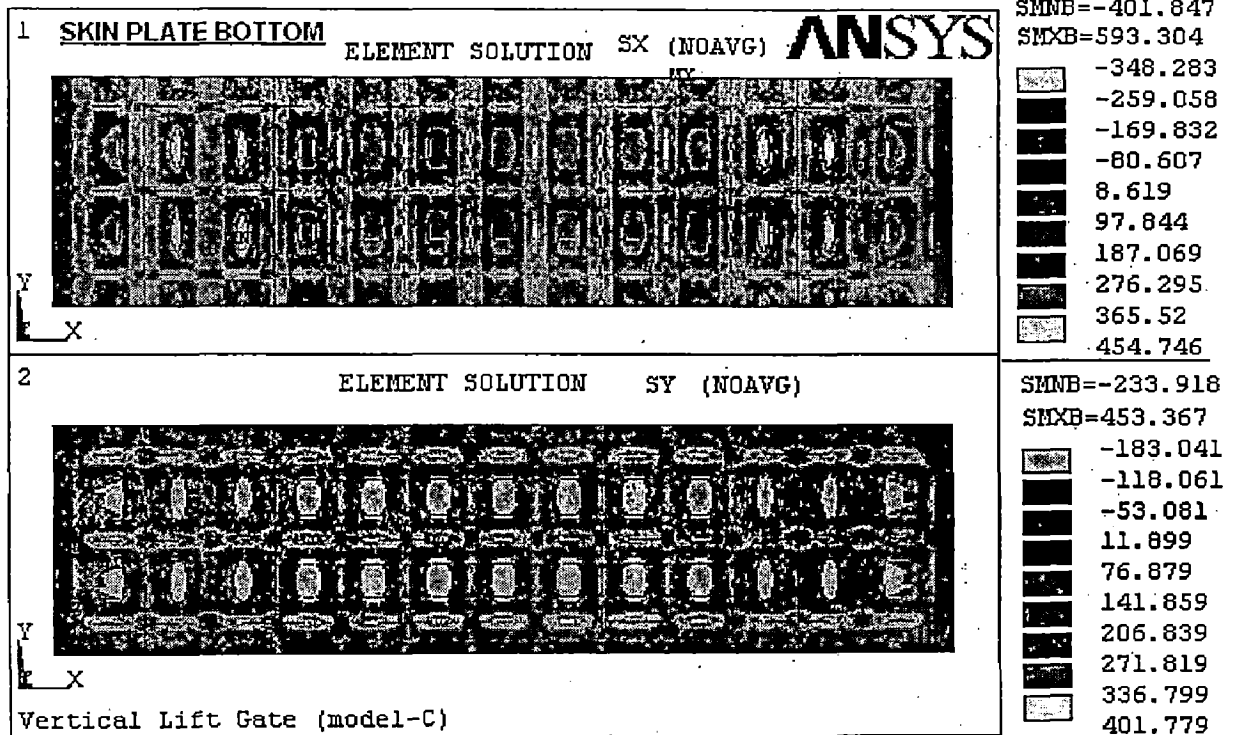 1 SKIN PLATE BOTTOM
ELEMENT SOLUTION SX (NOAVG)
ANSYS
MX
Y
X
SMNB=-401.847
SMXB=593.304
-348.283
-259.058
-169.832
-80.607
8.619
97.844
187.069
276.295
365.52
454.746
2
ELEMENT SOLUTION SY (NOAVG)
Y
X
Vertical Lift Gate (model-C)
SMNB=-233.918
SMXB=453.367
-183.041
-118.061
-53.081
11.899
76.879
141.859
206.839
271.819
336.799
401.779